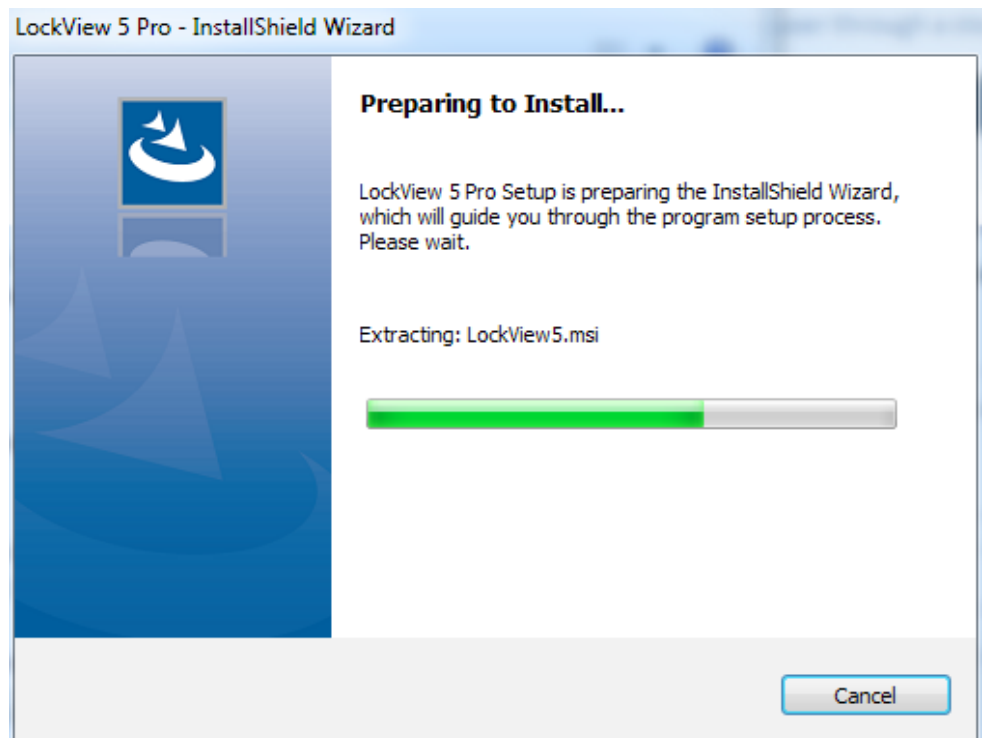 LockView 5 Pro - InstallShield Wizard
Preparing to Install...
LockView 5 Pro Setup is preparing the InstallShield Wizard,
which will guide you through the program setup process.
Please wait.
Extracting: LockView5.msi
Cancel